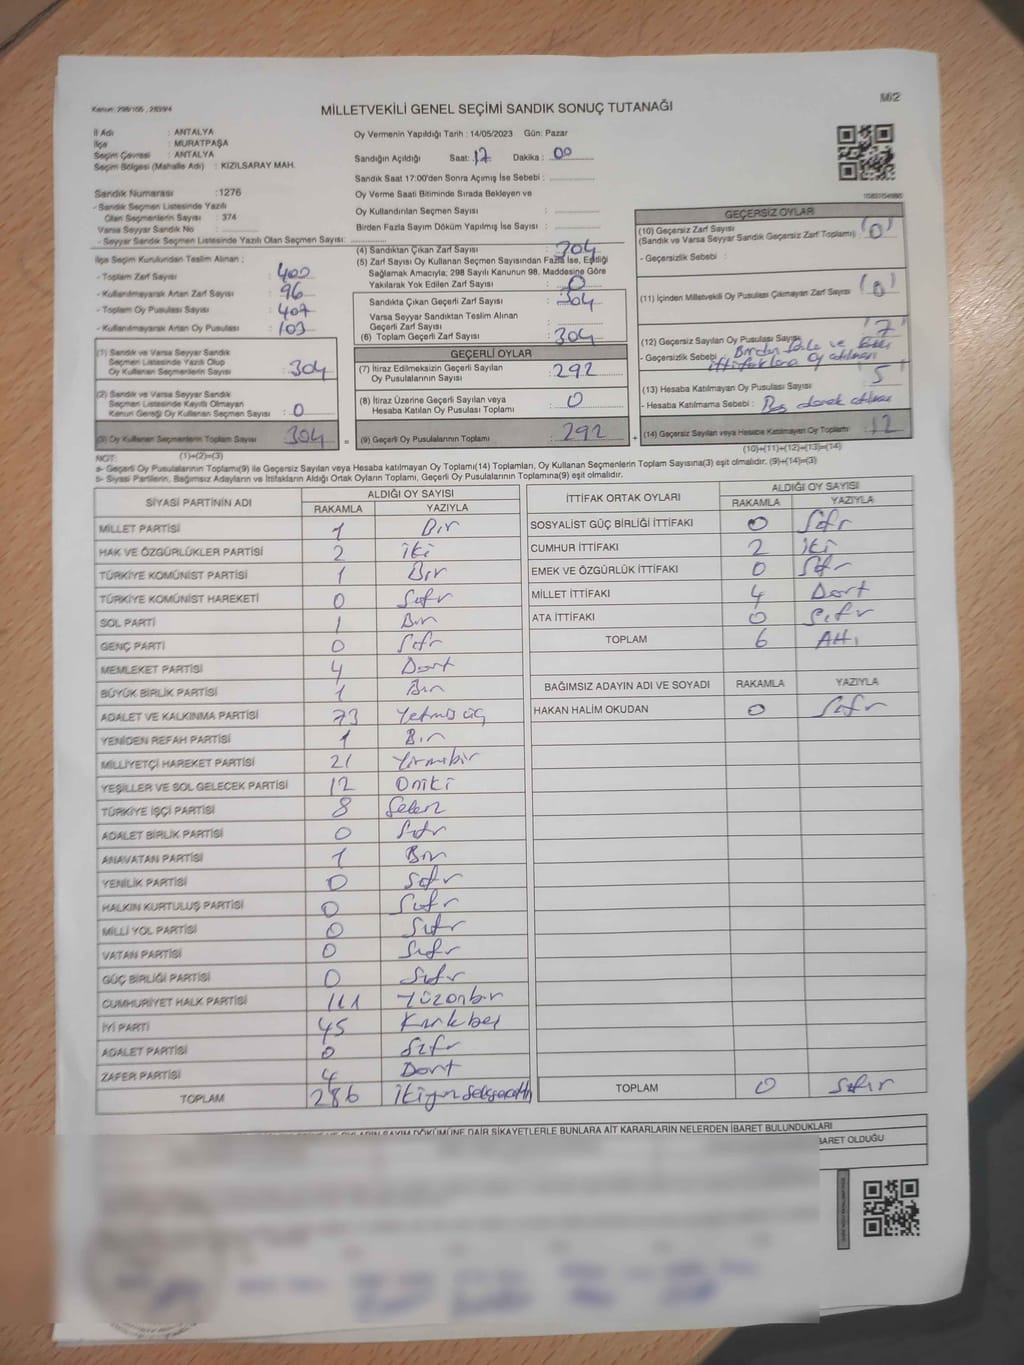 Kanun: 298/105 , 2839/4
MİLLETVEKİLİ GENEL SEÇİMİ SANDIK SONUÇ TUTANAĞI
M62
İl Adı : ANTALYA
İlçe : MURATPAŞA
Seçim Çevresi : ANTALYA
Seçim Bölgesi (Mahalle Adı) : KIZILSARAY MAH.
Sandık Numarası :1276
- Sandık Seçmen Listesinde Yazılı
Olan Seçmenlerin Sayısı : 374
Varsa Seyyar Sandık No :
- Seyyar Sandık Seçmen Listesinde Yazılı Olan Seçmen Sayısı:
İlçe Seçim Kurulundan Teslim Alınan ;
- Toplam Zarf Sayısı : 400
- Kullanılmayarak Artan Zarf Sayısı : 96
- Toplam Oy Pusulası : 407
- Kullanılmayarak Artan Oy Pusulası : 103
(1) Sandık ve Varsa Seyyar Sandık
Seçmen Listesinde Yazılı Olup
Oy Kullanan Seçmenlerin Sayısı : 304
(2) Sandık ve Varsa Seyyar Sandık
Seçmen Listesinde Kayıtlı Olmayan
Kanun Gereği Oy Kullanan Seçmen Sayısı : 0
(3) Oy Kullanan Seçmenlerin Toplam Sayısı 304 =
(1)+(2)=(3)
Oy Vermenin Yapıldığı Tarih : 14/05/2023 Gün: Pazar
Sandığın Açıldığı Saat: 17 Dakika : 00
Sandık Saat 17:00'den Sonra Açımış İse Sebebi :
Oy Verme Saati Bitiminde Sırada Bekleyen ve
Oy Kullandırılan Seçmen Sayısı :
Birden Fazla Sayım Döküm Yapılmış İse Sayısı :
(4) Sandıktan Çıkan Zarf Sayısı : 304
(5) Zarf Sayısı Oy Kullanan Seçmen Sayısından Fazla İse, Eşitliği
Sağlamak Amacıyla; 298 Sayılı Kanunun 98. Maddesine Göre
Yakılarak Yok Edilen Zarf Sayısı : 0
Sandıkta Çıkan Geçerli Zarf Sayısı : 304
Varsa Seyyar Sandıktan Teslim Alınan
Geçerli Zarf Sayısı :
(6) Toplam Geçerli Zarf Sayısı : 304
GEÇERLİ OYLAR
(7) İtiraz Edilmeksizin Geçerli Sayılan
Oy Pusulalarının Sayısı : 292
(8) İtiraz Üzerine Geçerli Sayılan veya
Hesaba Katılan Oy Pusulası Toplamı : 0
(9) Geçerli Oy Pusulalarının Toplamı : 292 +
GEÇERSİZ OYLAR
(10) Geçersiz Zarf Sayısı
(Sandık ve Varsa Seyyar Sandık Geçersiz Zarf Toplamı) (0)
- Geçersizlik Sebebi :
(11) İçinden Milletvekili Oy Pusulası Çıkmayan Zarf Sayısı (0)
(12) Geçersiz Sayılan Oy Pusulası Sayısı 7
- Geçersizlik Sebebi : Birden fazla ve
ittifaklara oy atılması
(13) Hesaba Katılmayan Oy Pusulası Sayısı 5
- Hesaba Katılmama Sebebi : Boş olarak atılması
(14) Geçersiz Sayılan veya Hesaba Katılmayan Oy Toplamı 12
(10)+(11)+(12)+(13)=(14)
NOT:
a- Geçerli Oy Pusulalarının Toplamı(9) ile Geçersiz Sayılan veya Hesaba katılmayan Oy Toplamı(14) Toplamları, Oy Kullanan Seçmenlerin Toplam Sayısına(3) eşit olmalıdır. (9)+(14)=(3)
b- Siyasi Partilerin, Bağımsız Adayların ve İttifakların Aldığı Ortak Oyların Toplamı, Geçerli Oy Pusulalarının Toplamına(9) eşit olmalıdır.
SİYASİ PARTİNİN ADI ALDIĞI OY SAYISI
RAKAMLA YAZIYLA
MİLLET PARTİSİ 1 Bir
HAK VE ÖZGÜRLÜKLER PARTİSİ 2 iki
TÜRKİYE KOMÜNİST PARTİSİ 1 Bir
TÜRKİYE KOMÜNİST HAREKETİ 0 Sıfır
SOL PARTİ 1 Bir
GENÇ PARTİ 0 Sıfır
MEMLEKET PARTİSİ 4 Dört
BÜYÜK BİRLİK PARTİSİ 1 Bir
ADALET VE KALKINMA PARTİSİ 73 Yetmiş üç
YENİDEN REFAH PARTİSİ 1 Bir
MİLLİYETÇİ HAREKET PARTİSİ 21 Yirmibir
YEŞİLLER VE SOL GELECEK PARTİSİ 12 Oniki
TÜRKİYE İŞÇİ PARTİSİ 8 Sekiz
ADALET BİRLİK PARTİSİ 0 Sıfır
ANAVATAN PARTİSİ 1 Bir
YENİLİK PARTİSİ 0 Sıfır
HALKIN KURTULUŞ PARTİSİ 0 Sıfır
MİLLİ YOL PARTİSİ 0 Sıfır
VATAN PARTİSİ 0 Sıfır
GÜÇ BİRLİĞİ PARTİSİ 0 Sıfır
CUMHURİYET HALK PARTİSİ 111 Yüzonbir
İYİ PARTİ 45 Kırkbeş
ADALET PARTİSİ 0 Sıfır
ZAFER PARTİSİ 4 Dört
TOPLAM 286 İkiyüzseksenaltı
İTTİFAK ORTAK OYLARI ALDIĞI OY SAYISI
RAKAMLA YAZIYLA
SOSYALİST GÜÇ BİRLİĞİ İTTİFAKI 0 Sıfır
CUMHUR İTTİFAKI 2 iki
EMEK VE ÖZGÜRLÜK İTTİFAKI 0 Sıfır
MİLLET İTTİFAKI 4 Dört
ATA İTTİFAKI 0 Sıfır
TOPLAM 6 Altı
BAĞIMSIZ ADAYIN ADI VE SOYADI RAKAMLA YAZIYLA
HAKAN HALİM OKUDAN 0 Sıfır
TOPLAM 0 Sıfır
SAYIM DÖKÜMÜNE DAİR ŞİKAYETLERLE BUNLARA AİT KARARLARIN NELERDEN İBARET BULUNDUKLARI
İBARET OLDUĞU